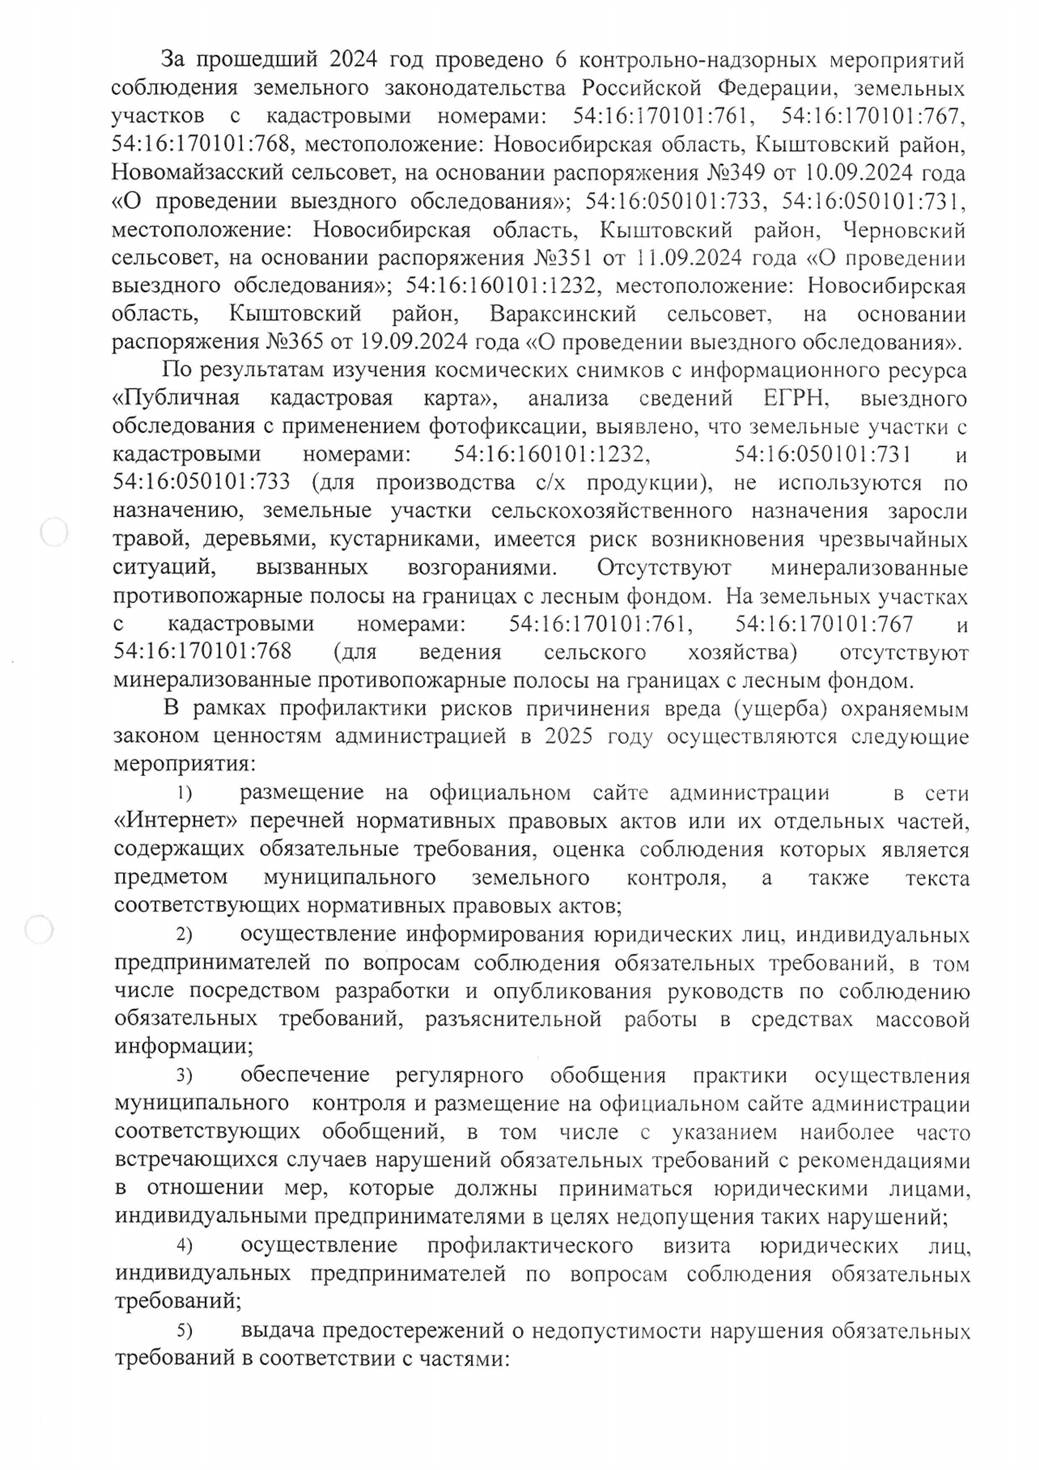 За прошедший 2024 год проведено 6 контрольно-надзорных мероприятий
соблюдения земельного законодательства Российской Федерации, земельных
участков с кадастровыми номерами: 54:16:170101:761, 54:16:170101:767,
54:16:170101:768, местоположение: Новосибирская область, Кыштовский район,
Новомайзасский сельсовет, на основании распоряжения №349 от 10.09.2024 года
«О проведении выездного обследования»; 54:16:050101:733, 54:16:050101:731,
местоположение: Новосибирская область, Кыштовский район, Черновский
сельсовет, на основании распоряжения №351 от 11.09.2024 года «О проведении
выездного обследования»; 54:16:160101:1232, местоположение: Новосибирская
область, Кыштовский район, Вараксинский сельсовет, на основании
распоряжения №365 от 19.09.2024 года «О проведении выездного обследования».
По результатам изучения космических снимков с информационного ресурса
«Публичная кадастровая карта», анализа сведений ЕГРН, выездного
обследования с применением фотофиксации, выявлено, что земельные участки с
кадастровыми номерами: 54:16:160101:1232, 54:16:050101:731 и
54:16:050101:733 (для производства с/х продукции), не используются по
назначению, земельные участки сельскохозяйственного назначения заросли
травой, деревьями, кустарниками, имеется риск возникновения чрезвычайных
ситуаций, вызванных возгораниями. Отсутствуют минерализованные
противопожарные полосы на границах с лесным фондом. На земельных участках
с кадастровыми номерами: 54:16:170101:761, 54:16:170101:767 и
54:16:170101:768 (для ведения сельского хозяйства) отсутствуют
минерализованные противопожарные полосы на границах с лесным фондом.
В рамках профилактики рисков причинения вреда (ущерба) охраняемым
законом ценностям администрацией в 2025 году осуществляются следующие
мероприятия:
1) размещение на официальном сайте администрации в сети
«Интернет» перечней нормативных правовых актов или их отдельных частей,
содержащих обязательные требования, оценка соблюдения которых является
предметом муниципального земельного контроля, а также текста
соответствующих нормативных правовых актов;
2) осуществление информирования юридических лиц, индивидуальных
предпринимателей по вопросам соблюдения обязательных требований, в том
числе посредством разработки и опубликования руководств по соблюдению
обязательных требований, разъяснительной работы в средствах массовой
информации;
3) обеспечение регулярного обобщения практики осуществления
муниципального контроля и размещение на официальном сайте администрации
соответствующих обобщений, в том числе с указанием наиболее часто
встречающихся случаев нарушений обязательных требований с рекомендациями
в отношении мер, которые должны приниматься юридическими лицами,
индивидуальными предпринимателями в целях недопущения таких нарушений;
4) осуществление профилактического визита юридических лиц,
индивидуальных предпринимателей по вопросам соблюдения обязательных
требований;
5) выдача предостережений о недопустимости нарушения обязательных
требований в соответствии с частями: